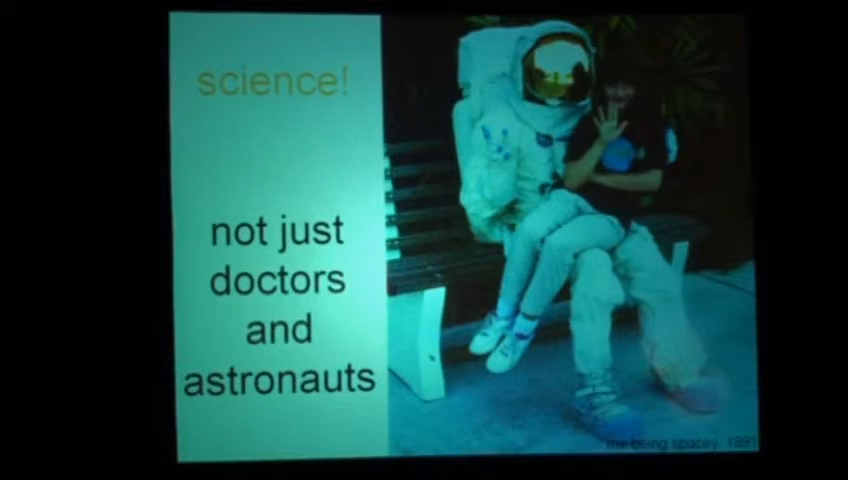 science!
not just
doctors
and
astronauts
me being spacey, 1991